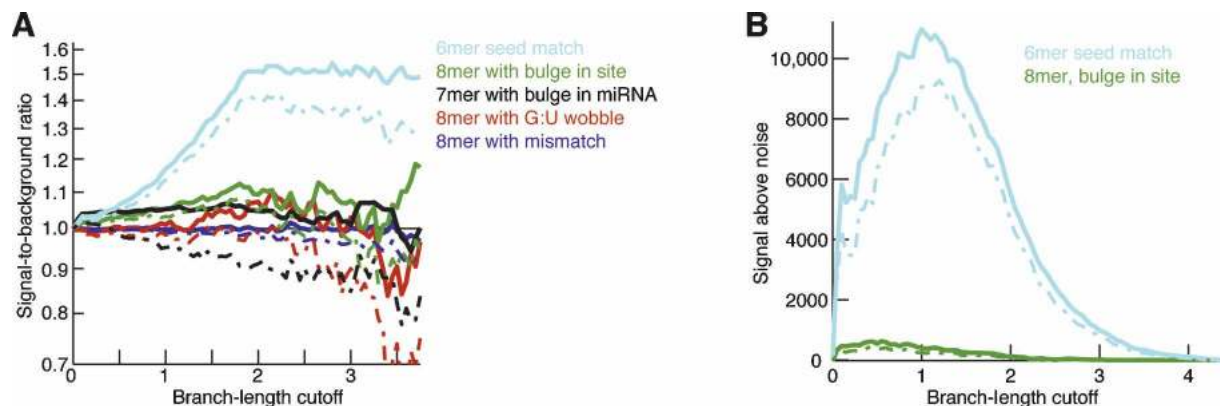 A
Signal-to-background ratio
1.6
1.5
1.4
1.3
1.2
1.1
1.0
0.9
0.8
0.7
0
1
2
3
Branch-length cutoff
6mer seed match
8mer with bulge in site
7mer with bulge in miRNA
8mer with G:U wobble
8mer with mismatch
B
Signal above noise
10,000
8000
6000
4000
2000
0
0
1
2
3
4
Branch-length cutoff
6mer seed match
8mer, bulge in site